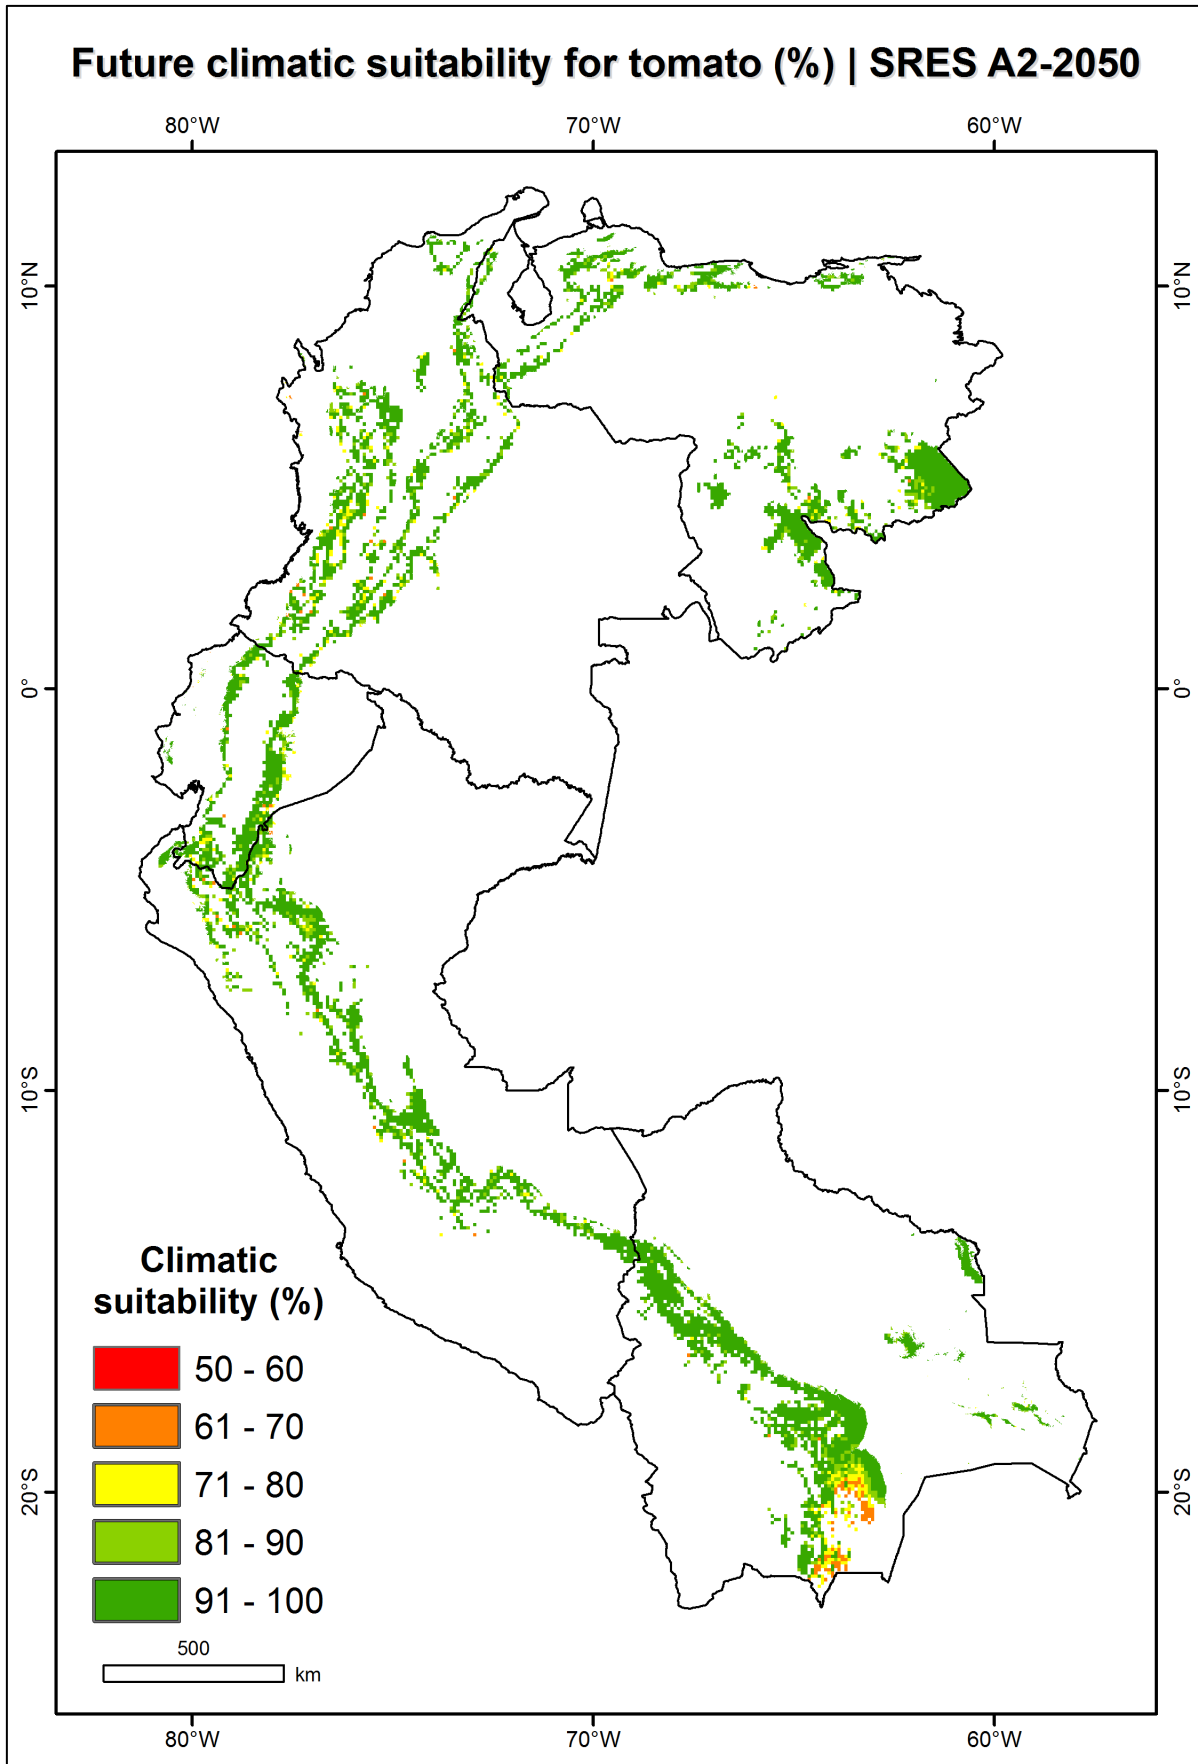 Future climatic suitability for tomato (%) | SRES A2-2050
80°W 70°W 60°W
10°N 10°N
0° 0°
10°S 10°S
20°S 20°S
Climatic
suitability (%)
50 - 60
61 - 70
71 - 80
81 - 90
91 - 100
500
km
80°W 70°W 60°W